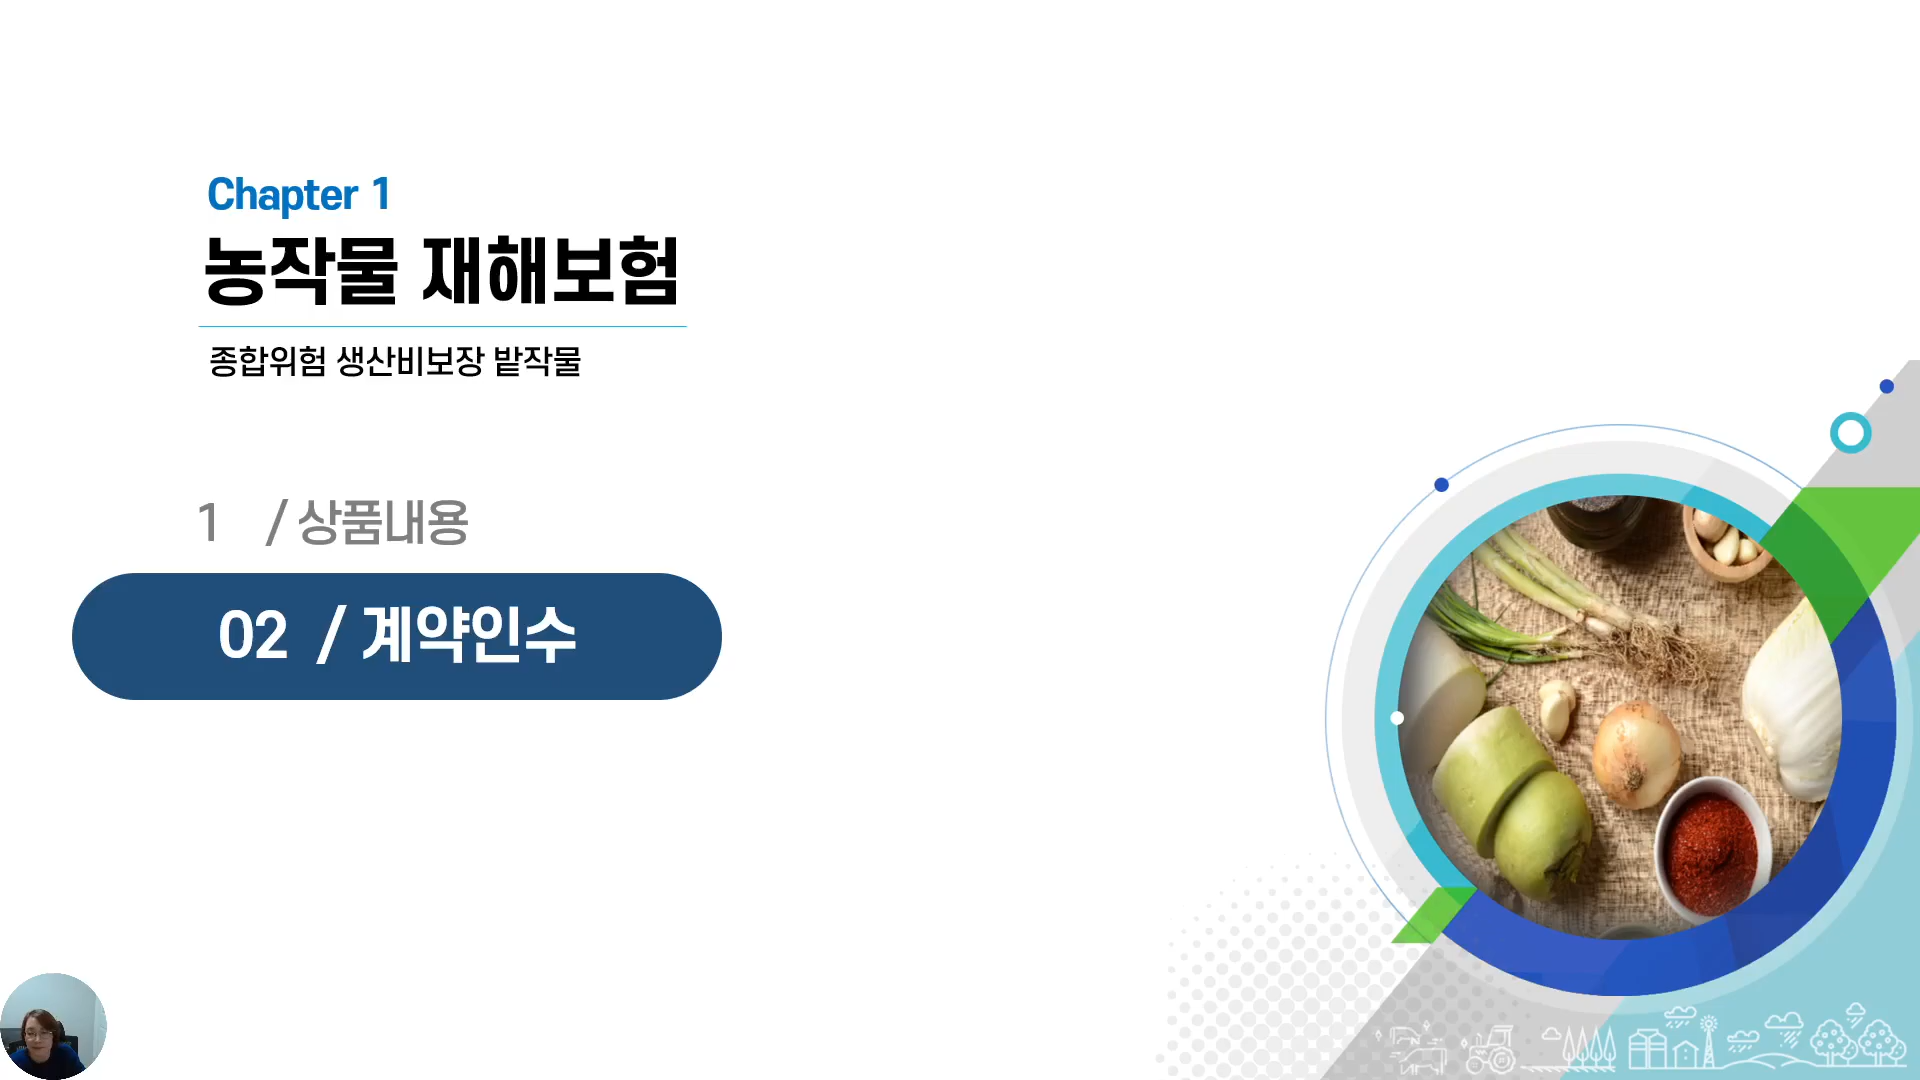 Chapter 1
농작물 재해보험
종합위험 생산비보장 밭작물
1 / 상품내용
02 / 계약인수